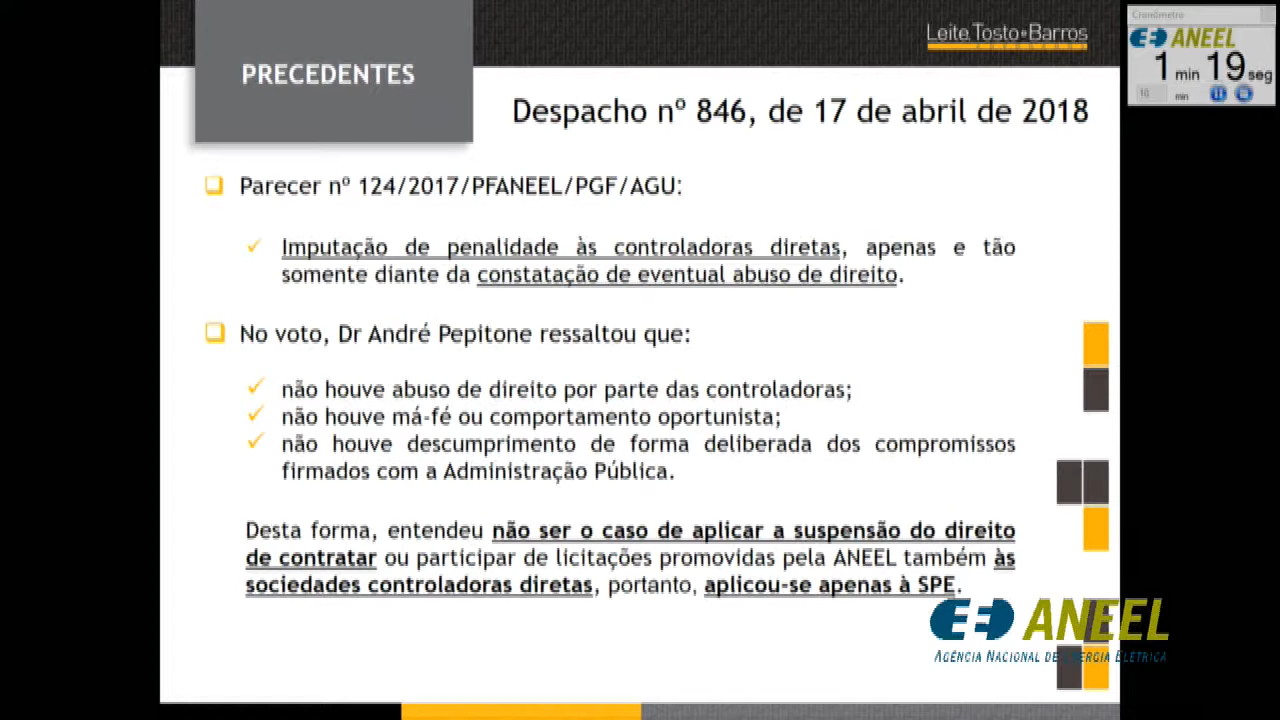 Leite,Tosto•Barros
PRECEDENTES
Despacho nº 846, de 17 de abril de 2018
Parecer nº 124/2017/PFANEEL/PGF/AGU:
Imputação de penalidade às controladoras diretas, apenas e tão
somente diante da constatação de eventual abuso de direito.
No voto, Dr André Pepitone ressaltou que:
não houve abuso de direito por parte das controladoras;
não houve má-fé ou comportamento oportunista;
não houve descumprimento de forma deliberada dos compromissos
firmados com a Administração Pública.
Desta forma, entendeu não ser o caso de aplicar a suspensão do direito
de contratar ou participar de licitações promovidas pela ANEEL também às
sociedades controladoras diretas, portanto, aplicou-se apenas à SPE.
ANEEL
AGÊNCIA NACIONAL DE ENERGIA ELÉTRICA
Cronômetro
ANEEL
1 min 19 seg
10 min